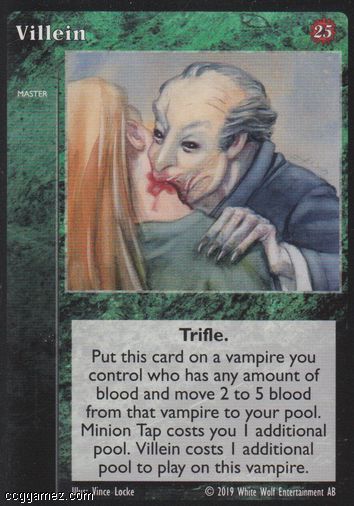 Villein
25
MASTER
Trifle.
Put this card on a vampire you
control who has any amount of
blood and move 2 to 5 blood
from that vampire to your pool.
Minion Tap costs you 1 additional
pool. Villein costs 1 additional
pool to play on this vampire.
Illus: Vince Locke © 2019 White Wolf Entertainment AB
ccggamez.com